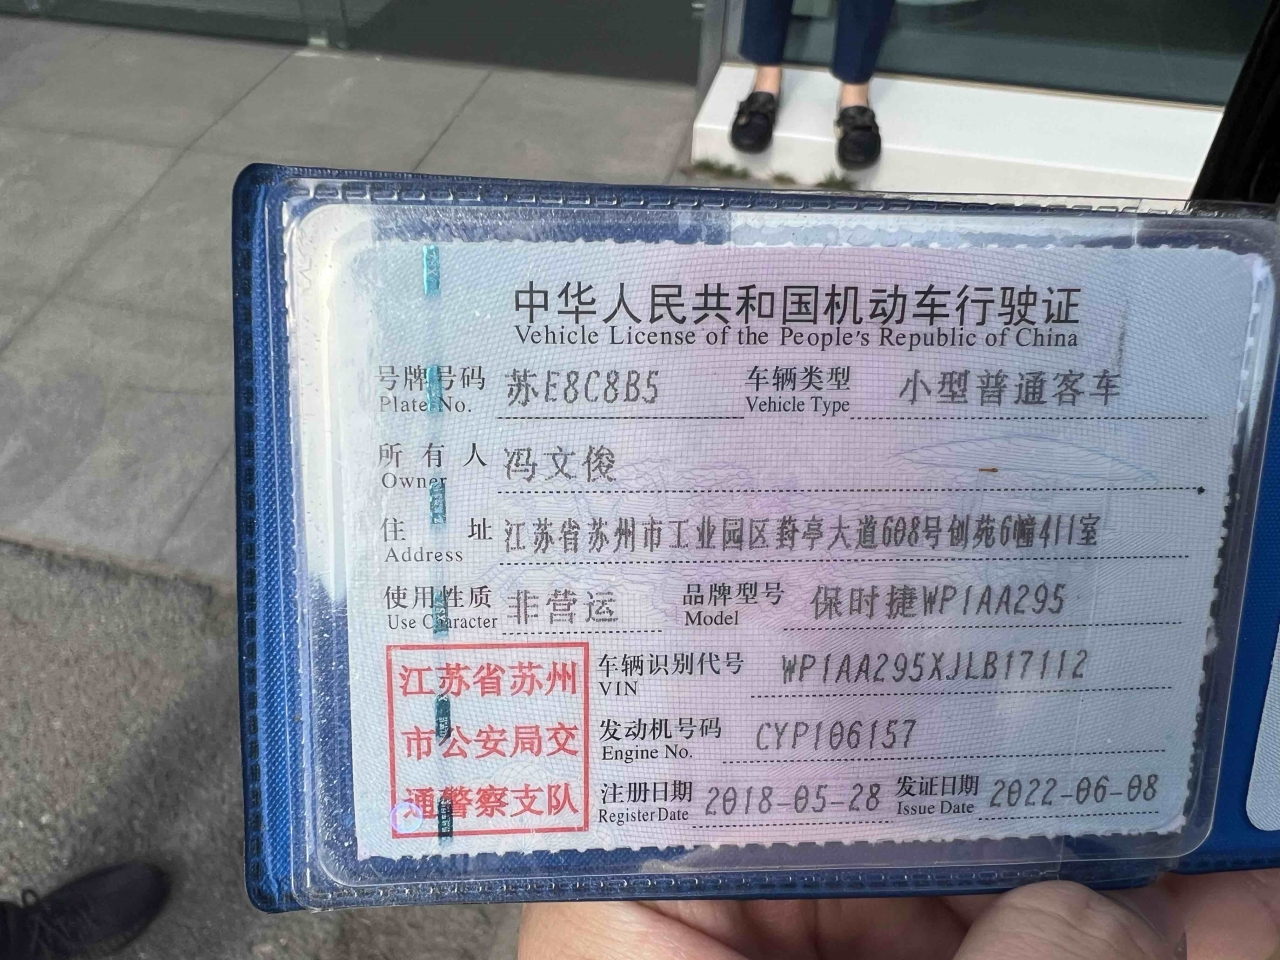 中华人民共和国机动车行驶证
Vehicle License of the People's Republic of China
号牌号码 苏E8C8B5 车辆类型 小型普通客车
Plate No. Vehicle Type
所有人 冯文俊
Owner
住址 江苏省苏州市工业园区葑亭大道608号创苑6幢411室
Address
使用性质 非营运 品牌型号 保时捷WP1AA295
Use Character Model
车辆识别代号 WP1AA295XJLB17112
VIN
发动机号码 CYP106157
Engine No.
注册日期 2018-05-28 发证日期 2022-06-08
Register Date Issue Date
江苏省苏州
市公安局交
通警察支队